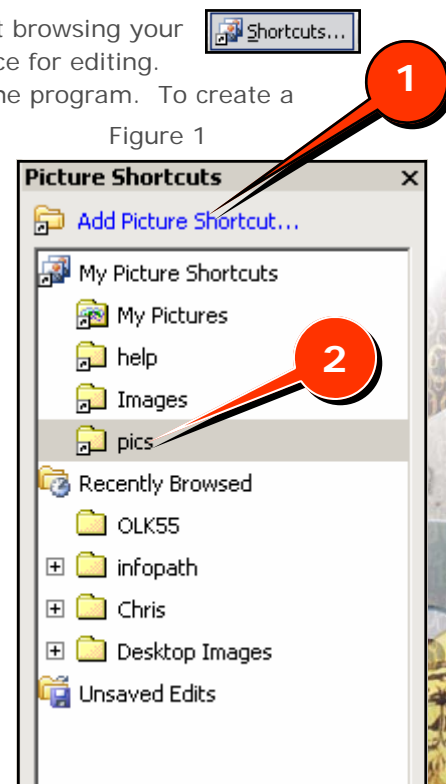 t browsing your
Shortcuts...
ce for editing.
ne program. To create a
1
Figure 1
Picture Shortcuts
Add Picture Shortcut...
My Picture Shortcuts
My Pictures
help
2
Images
pics
Recently Browsed
OLK55
infopath
Chris
Desktop Images
Unsaved Edits